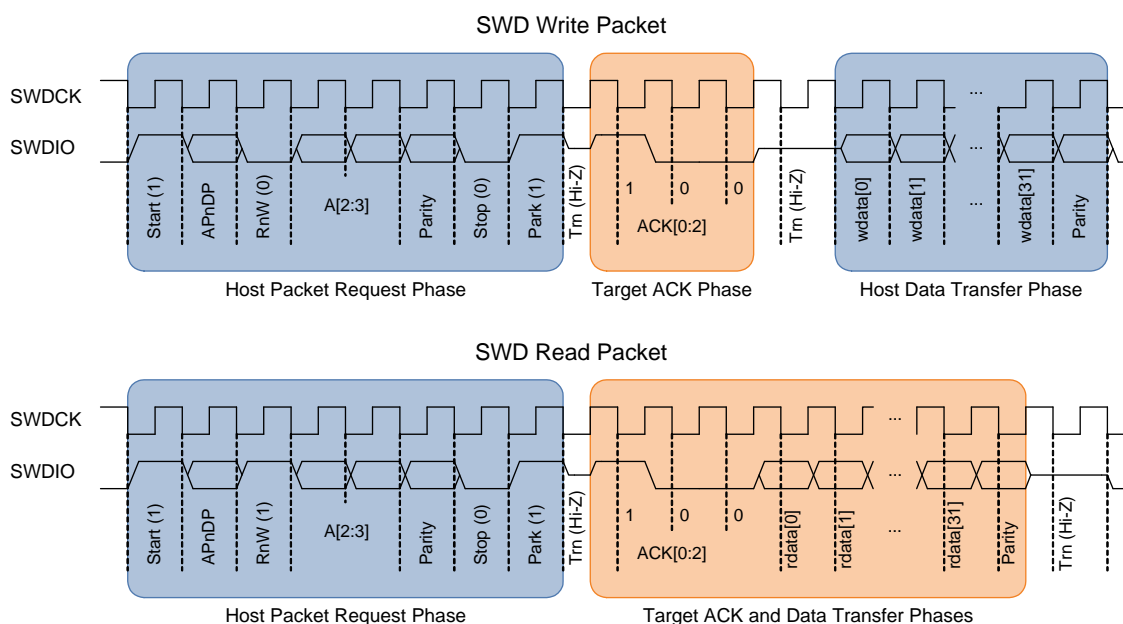 SWD Write Packet
SWDCK
...
SWDIO
...
Start (1)
APnDP
RnW (0)
A[2:3]
Parity
Stop (0)
Park (1)
Trn (Hi-Z)
1 0 0
ACK[0:2]
Trn (Hi-Z)
wdata[0]
wdata[1]
...
wdata[31]
Parity
Host Packet Request Phase
Target ACK Phase
Host Data Transfer Phase
SWD Read Packet
SWDCK
...
SWDIO
...
Start (1)
APnDP
RnW (1)
A[2:3]
Parity
Stop (0)
Park (1)
Trn (Hi-Z)
1 0 0
ACK[0:2]
rdata[0]
rdata[1]
...
rdata[31]
Parity
Trn (Hi-Z)
Host Packet Request Phase
Target ACK and Data Transfer Phases